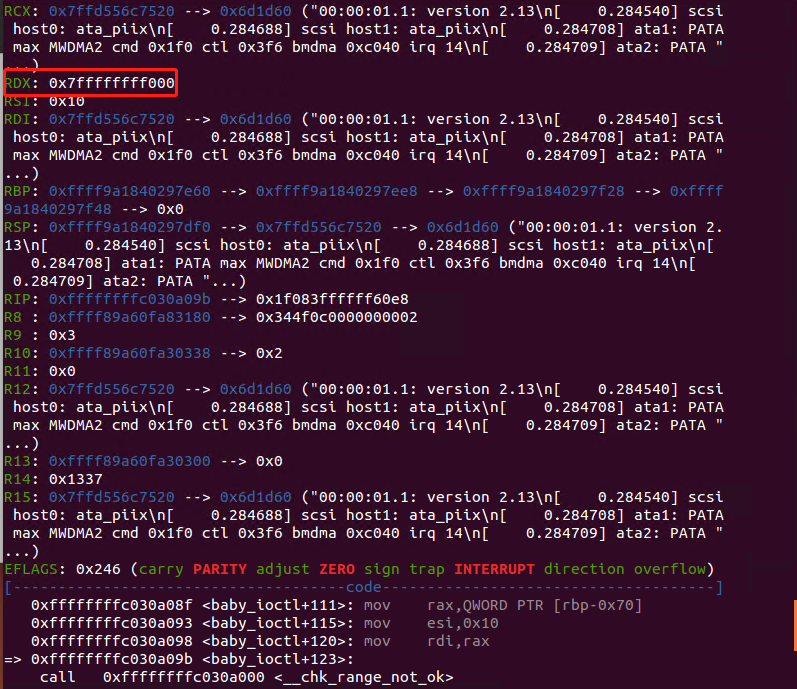 RCX: 0x7ffd556c7520 --> 0x6d1d60 ("00:00:01.1: version 2.13\n[    0.284540] scsi
 host0: ata_piix\n[    0.284688] scsi host1: ata_piix\n[    0.284708] ata1: PATA
 max MWDMA2 cmd 0x1f0 ctl 0x3f6 bmdma 0xc040 irq 14\n[    0.284709] ata2: PATA "
...)
RDX: 0x7ffffffff000
RSI: 0x10
RDI: 0x7ffd556c7520 --> 0x6d1d60 ("00:00:01.1: version 2.13\n[    0.284540] scsi
 host0: ata_piix\n[    0.284688] scsi host1: ata_piix\n[    0.284708] ata1: PATA
 max MWDMA2 cmd 0x1f0 ctl 0x3f6 bmdma 0xc040 irq 14\n[    0.284709] ata2: PATA "
...)
RBP: 0xffff9a1840297e60 --> 0xffff9a1840297ee8 --> 0xffff9a1840297f28 --> 0xffff
9a1840297f48 --> 0x0
RSP: 0xffff9a1840297df0 --> 0x7ffd556c7520 --> 0x6d1d60 ("00:00:01.1: version 2.
13\n[    0.284540] scsi host0: ata_piix\n[    0.284688] scsi host1: ata_piix\n[
   0.284708] ata1: PATA max MWDMA2 cmd 0x1f0 ctl 0x3f6 bmdma 0xc040 irq 14\n[
 0.284709] ata2: PATA "...)
RIP: 0xffffffffc030a09b --> 0x1f083ffffff60e8
R8 : 0xffff89a60fa83180 --> 0x344f0c0000000002
R9 : 0x3
R10: 0xffff89a60fa30338 --> 0x2
R11: 0x0
R12: 0x7ffd556c7520 --> 0x6d1d60 ("00:00:01.1: version 2.13\n[    0.284540] scsi
 host0: ata_piix\n[    0.284688] scsi host1: ata_piix\n[    0.284708] ata1: PATA
 max MWDMA2 cmd 0x1f0 ctl 0x3f6 bmdma 0xc040 irq 14\n[    0.284709] ata2: PATA "
...)
R13: 0xffff89a60fa30300 --> 0x0
R14: 0x1337
R15: 0x7ffd556c7520 --> 0x6d1d60 ("00:00:01.1: version 2.13\n[    0.284540] scsi
 host0: ata_piix\n[    0.284688] scsi host1: ata_piix\n[    0.284708] ata1: PATA
 max MWDMA2 cmd 0x1f0 ctl 0x3f6 bmdma 0xc040 irq 14\n[    0.284709] ata2: PATA "
...)
EFLAGS: 0x246 (carry PARITY adjust ZERO sign trap INTERRUPT direction overflow)
[-------------------------------------code-------------------------------------]
   0xffffffffc030a08f <baby_ioctl+111>: mov    rax,QWORD PTR [rbp-0x70]
   0xffffffffc030a093 <baby_ioctl+115>: mov    esi,0x10
   0xffffffffc030a098 <baby_ioctl+120>: mov    rdi,rax
=> 0xffffffffc030a09b <baby_ioctl+123>:
    call   0xffffffffc030a000 <__chk_range_not_ok>